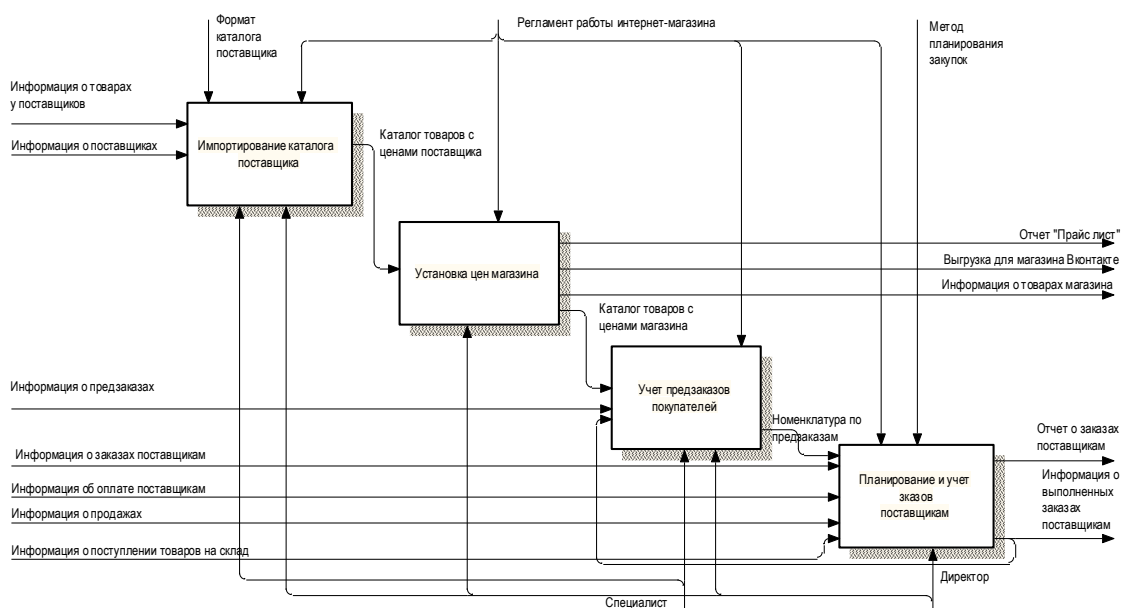 Формат
каталога
поставщика
Регламент работы интернет-магазина
Метод
планирования
закупок
Информация о товарах
у поставщиков
Информация о поставщиках
Импортирование каталога
поставщика
Каталог товаров с
ценами поставщика
Установка цен магазина
Отчет "Прайс лист"
Выгрузка для магазина Вконтакте
Информация о товарах магазина
Каталог товаров с
ценами магазина
Информация о предзаказах
Учет предзаказов
покупателей
Номенклатура по
предзаказам
Информация о заказах поставщикам
Информация об оплате поставщикам
Информация о продажах
Информация о поступлении товаров на склад
Планирование и учет
зказов
поставщикам
Отчет о заказах
поставщикам
Информация о
выполненных
заказах
поставщикам
Директор
Специалист